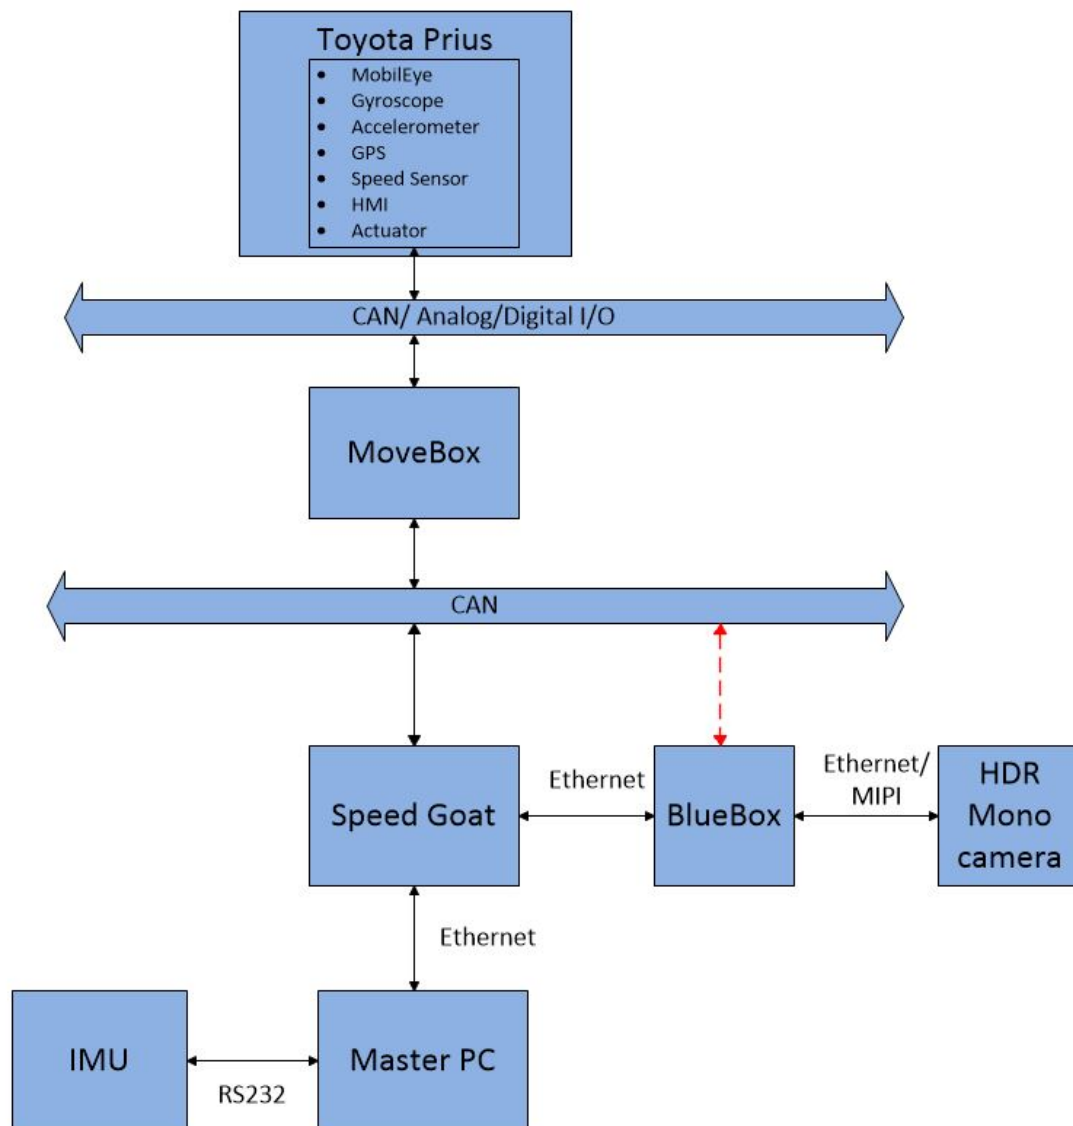 Toyota Prius
• MobilEye
• Gyroscope
• Accelerometer
• GPS
• Speed Sensor
• HMI
• Actuator
CAN/ Analog/Digital I/O
MoveBox
CAN
Speed Goat
Ethernet
BlueBox
Ethernet/
MIPI
HDR
Mono
camera
Ethernet
IMU
RS232
Master PC